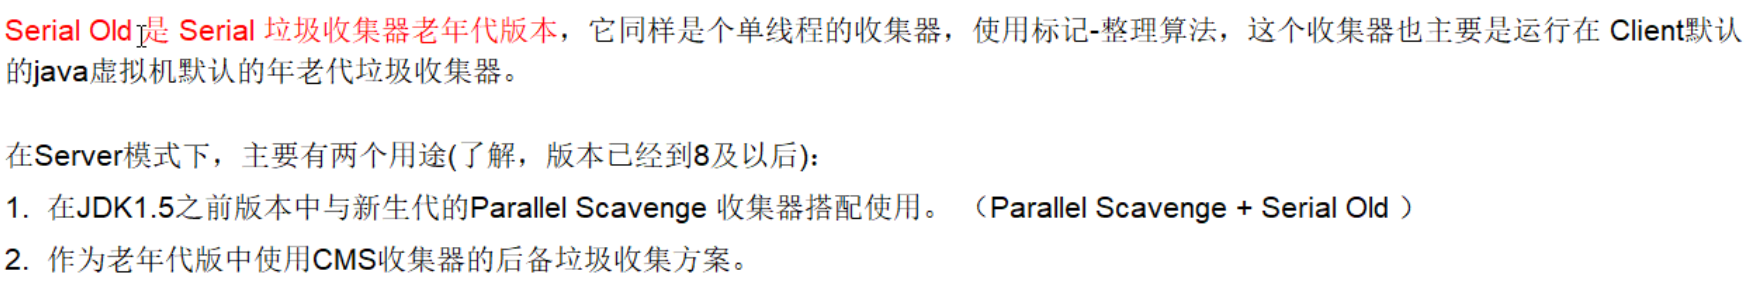 Serial Old是 Serial 垃圾收集器老年代版本，它同样是个单线程的收集器，使用标记-整理算法，这个收集器也主要是运行在 Client默认
的java虚拟机默认的年老代垃圾收集器。
在Server模式下，主要有两个用途(了解，版本已经到8及以后)：
1. 在JDK1.5之前版本中与新生代的Parallel Scavenge 收集器搭配使用。（Parallel Scavenge + Serial Old ）
2. 作为老年代版中使用CMS收集器的后备垃圾收集方案。